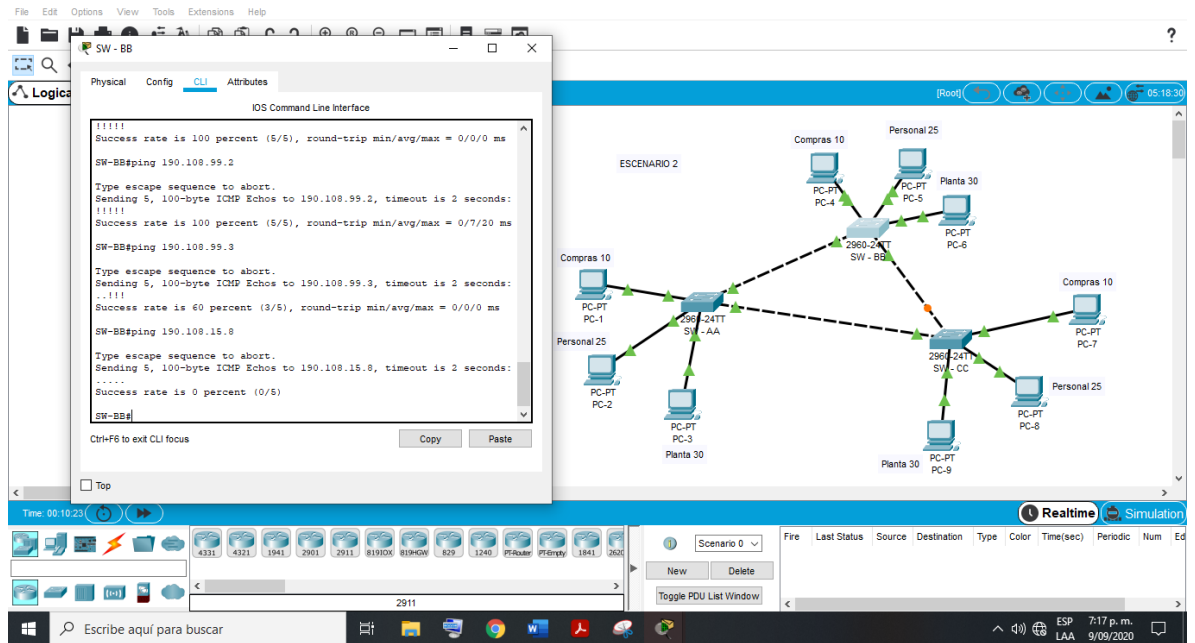 File Edit Options View Tools Extensions Help
?
SW - BB
Physical Config CLI Attributes
IOS Command Line Interface
!!!!!
Success rate is 100 percent (5/5), round-trip min/avg/max = 0/0/0 ms
SW-BB#ping 190.108.99.2
Type escape sequence to abort.
Sending 5, 100-byte ICMP Echos to 190.108.99.2, timeout is 2 seconds:
!!!!!
Success rate is 100 percent (5/5), round-trip min/avg/max = 0/7/20 ms
SW-BB#ping 190.108.99.3
Type escape sequence to abort.
Sending 5, 100-byte ICMP Echos to 190.108.99.3, timeout is 2 seconds:
..!!!
Success rate is 60 percent (3/5), round-trip min/avg/max = 0/0/0 ms
SW-BB#ping 190.108.15.8
Type escape sequence to abort.
Sending 5, 100-byte ICMP Echos to 190.108.15.8, timeout is 2 seconds:
.....
Success rate is 0 percent (0/5)
SW-BB#
Ctrl+F6 to exit CLI focus
Copy Paste
Top
Logica
[Root]
05:18:30
ESCENARIO 2
Compras 10
Personal 25
PC-PT
PC-4
PC-PT
PC-5
Planta 30
PC-PT
PC-6
2960-24TT
SW - BB
Compras 10
PC-PT
PC-1
2960-24TT
SW - AA
Personal 25
PC-PT
PC-2
PC-PT
PC-3
Planta 30
Compras 10
PC-PT
PC-7
2960-24TT
SW - CC
Personal 25
PC-PT
PC-8
Planta 30
PC-PT
PC-9
Time: 00:10:23
Realtime Simulation
4331 4321 1941 2901 2911 819IOX 819HGW 829 1240 PT-Router PT-Empty 1841 2620
2911
Scenario 0
New Delete
Toggle PDU List Window
Fire Last Status Source Destination Type Color Time(sec) Periodic Num Ed
Escribe aquí para buscar
ESP
LAA
7:17 p. m.
9/09/2020